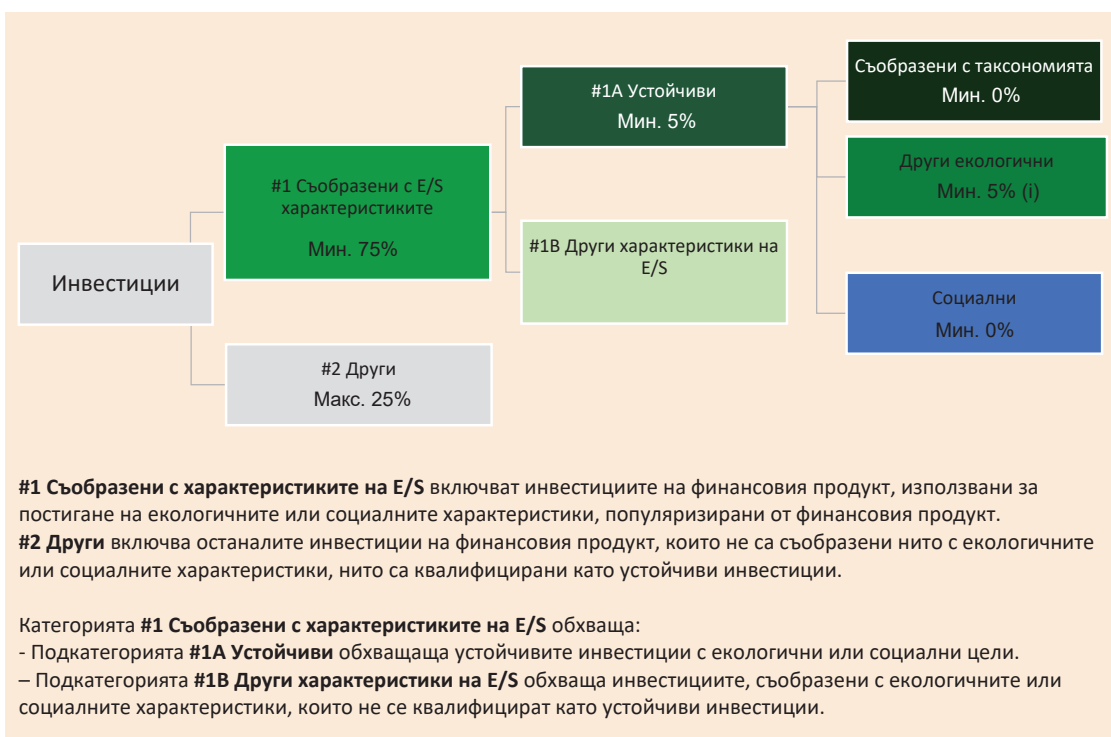 Инвестиции
#1 Съобразени с E/S
характеристиките
Мин. 75%
#2 Други
Макс. 25%
#1A Устойчиви
Мин. 5%
#1B Други характеристики на
E/S
Съобразени с таксономията
Мин. 0%
Други екологични
Мин. 5% (i)
Социални
Мин. 0%
#1 Съобразени с характеристиките на E/S включват инвестициите на финансовия продукт, използвани за
постигане на екологичните или социалните характеристики, популяризирани от финансовия продукт.
#2 Други включва останалите инвестиции на финансовия продукт, които не са съобразени нито с екологичните
или социалните характеристики, нито са квалифицирани като устойчиви инвестиции.
Категорията #1 Съобразени с характеристиките на E/S обхваща:
- Подкатегорията #1A Устойчиви обхващаща устойчивите инвестиции с екологични или социални цели.
– Подкатегорията #1B Други характеристики на E/S обхваща инвестициите, съобразени с екологичните или
социалните характеристики, които не се квалифицират като устойчиви инвестиции.